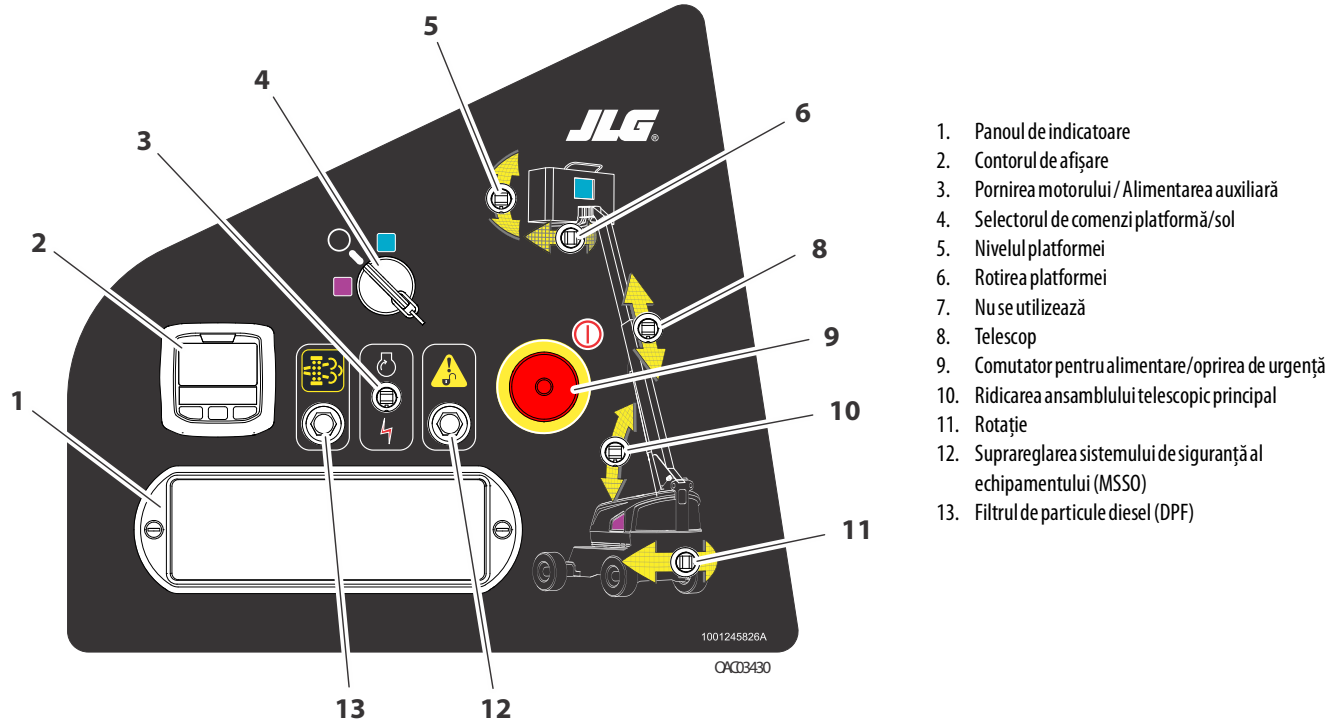 5
4
JLG
®
3
6
2
8
9
1
10
11
1001245826A
OAC03430
13
12
1. Panoul de indicatoare
2. Contorul de afișare
3. Pornirea motorului / Alimentarea auxiliară
4. Selectorul de comenzi platformă/sol
5. Nivelul platformei
6. Rotirea platformei
7. Nu se utilizează
8. Telescop
9. Comutator pentru alimentare/oprirea de urgență
10. Ridicarea ansamblului telescopic principal
11. Rotație
12. Suprareglarea sistemului de siguranță al
echipamentului (MSSO)
13. Filtrul de particule diesel (DPF)